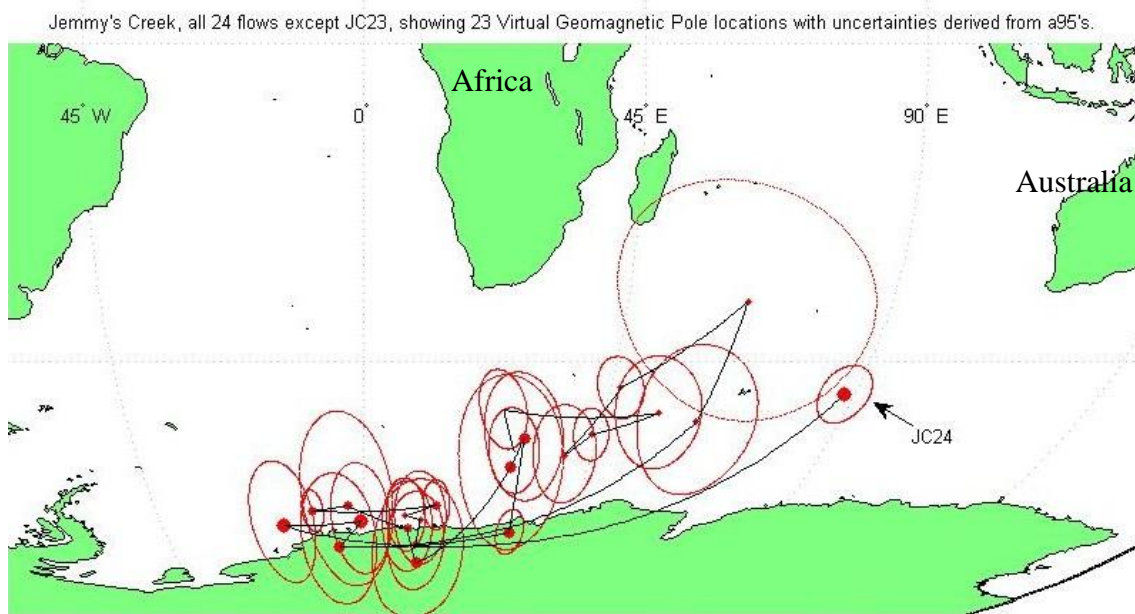 Jemmy's Creek, all 24 flows except JC23, showing 23 Virtual Geomagnetic Pole locations with uncertainties derived from a95's.
Africa
45° W
0°
45° E
90° E
Australia
JC24